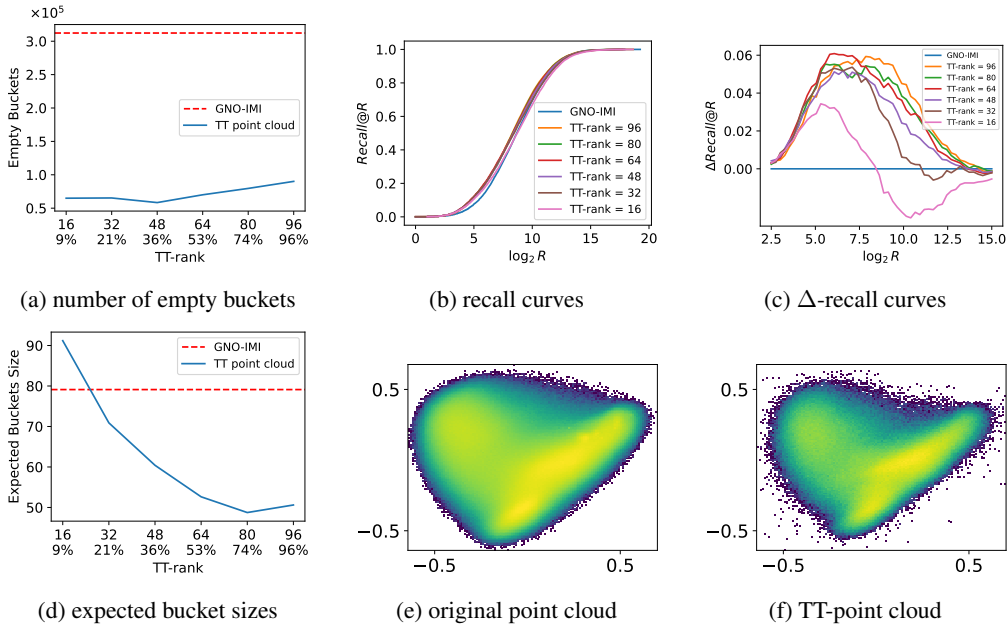 ×10⁵
3.0
2.5
2.0
1.5
1.0
0.5
Empty Buckets
GNO-IMI
TT point cloud
16 32 48 64 80 96
9% 21% 36% 53% 74% 96%
TT-rank
(a) number of empty buckets
1.0
0.8
0.6
0.4
0.2
0.0
Recall@R
GNO-IMI
TT-rank = 96
TT-rank = 80
TT-rank = 64
TT-rank = 48
TT-rank = 32
TT-rank = 16
0 5 10 15 20
log₂ R
(b) recall curves
0.06
0.04
0.02
0.00
ΔRecall@R
GNO-IMI
TT-rank = 96
TT-rank = 80
TT-rank = 64
TT-rank = 48
TT-rank = 32
TT-rank = 16
2.5 5.0 7.5 10.0 12.5 15.0
log₂ R
(c) Δ-recall curves
90
80
70
60
50
Expected Buckets Size
GNO-IMI
TT point cloud
16 32 48 64 80 96
9% 21% 36% 53% 74% 96%
TT-rank
(d) expected bucket sizes
0.5
−0.5
−0.5 0.5
(e) original point cloud
0.5
−0.5
−0.5 0.5
(f) TT-point cloud